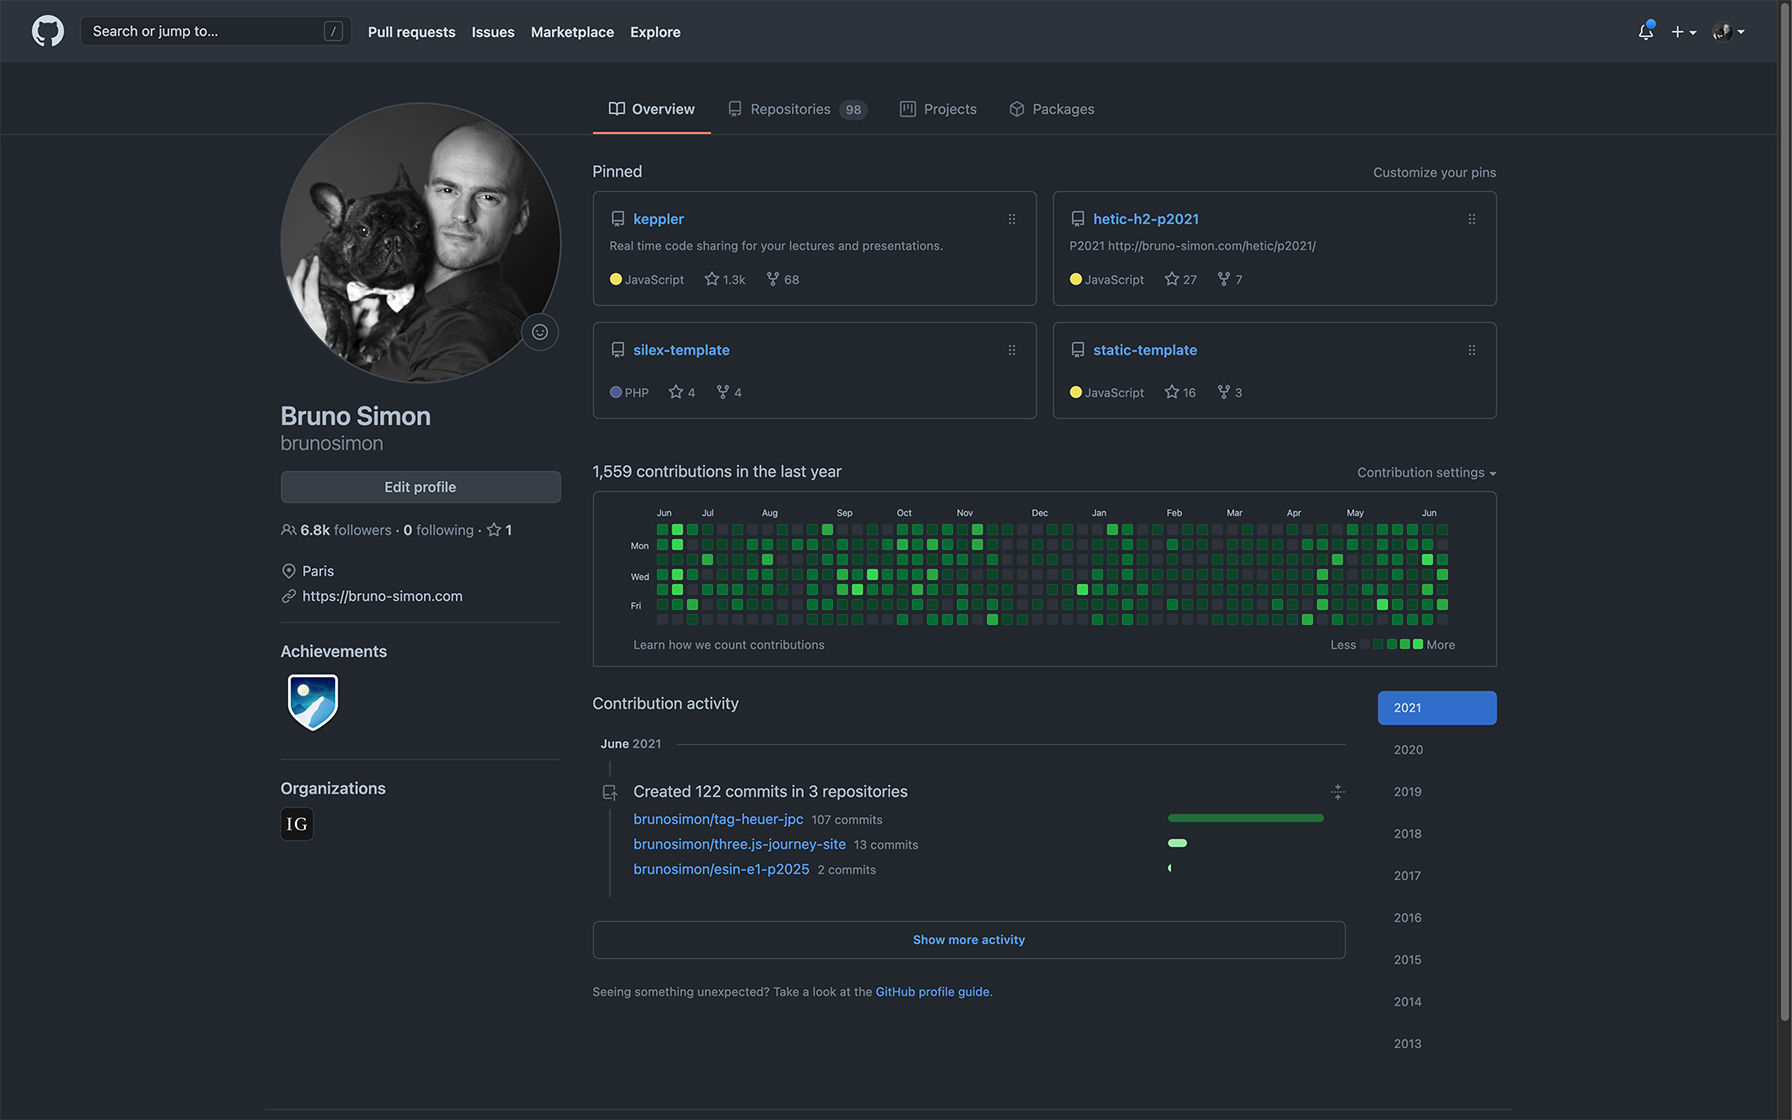 Search or jump to... /
Pull requests Issues Marketplace Explore
Overview Repositories 98 Projects Packages
Bruno Simon
brunosimon
Edit profile
6.8k followers · 0 following · 1
Paris
https://bruno-simon.com
Achievements
Organizations
IG
Pinned
Customize your pins
keppler
Real time code sharing for your lectures and presentations.
JavaScript 1.3k 68
hetic-h2-p2021
P2021 http://bruno-simon.com/hetic/p2021/
JavaScript 27 7
silex-template
PHP 4 4
static-template
JavaScript 16 3
1,559 contributions in the last year
Contribution settings
Jun Jul Aug Sep Oct Nov Dec Jan Feb Mar Apr May Jun
Mon
Wed
Fri
Learn how we count contributions
Less More
Contribution activity
June 2021
Created 122 commits in 3 repositories
brunosimon/tag-heuer-jpc 107 commits
brunosimon/three.js-journey-site 13 commits
brunosimon/esin-e1-p2025 2 commits
Show more activity
Seeing something unexpected? Take a look at the GitHub profile guide.
2021
2020
2019
2018
2017
2016
2015
2014
2013